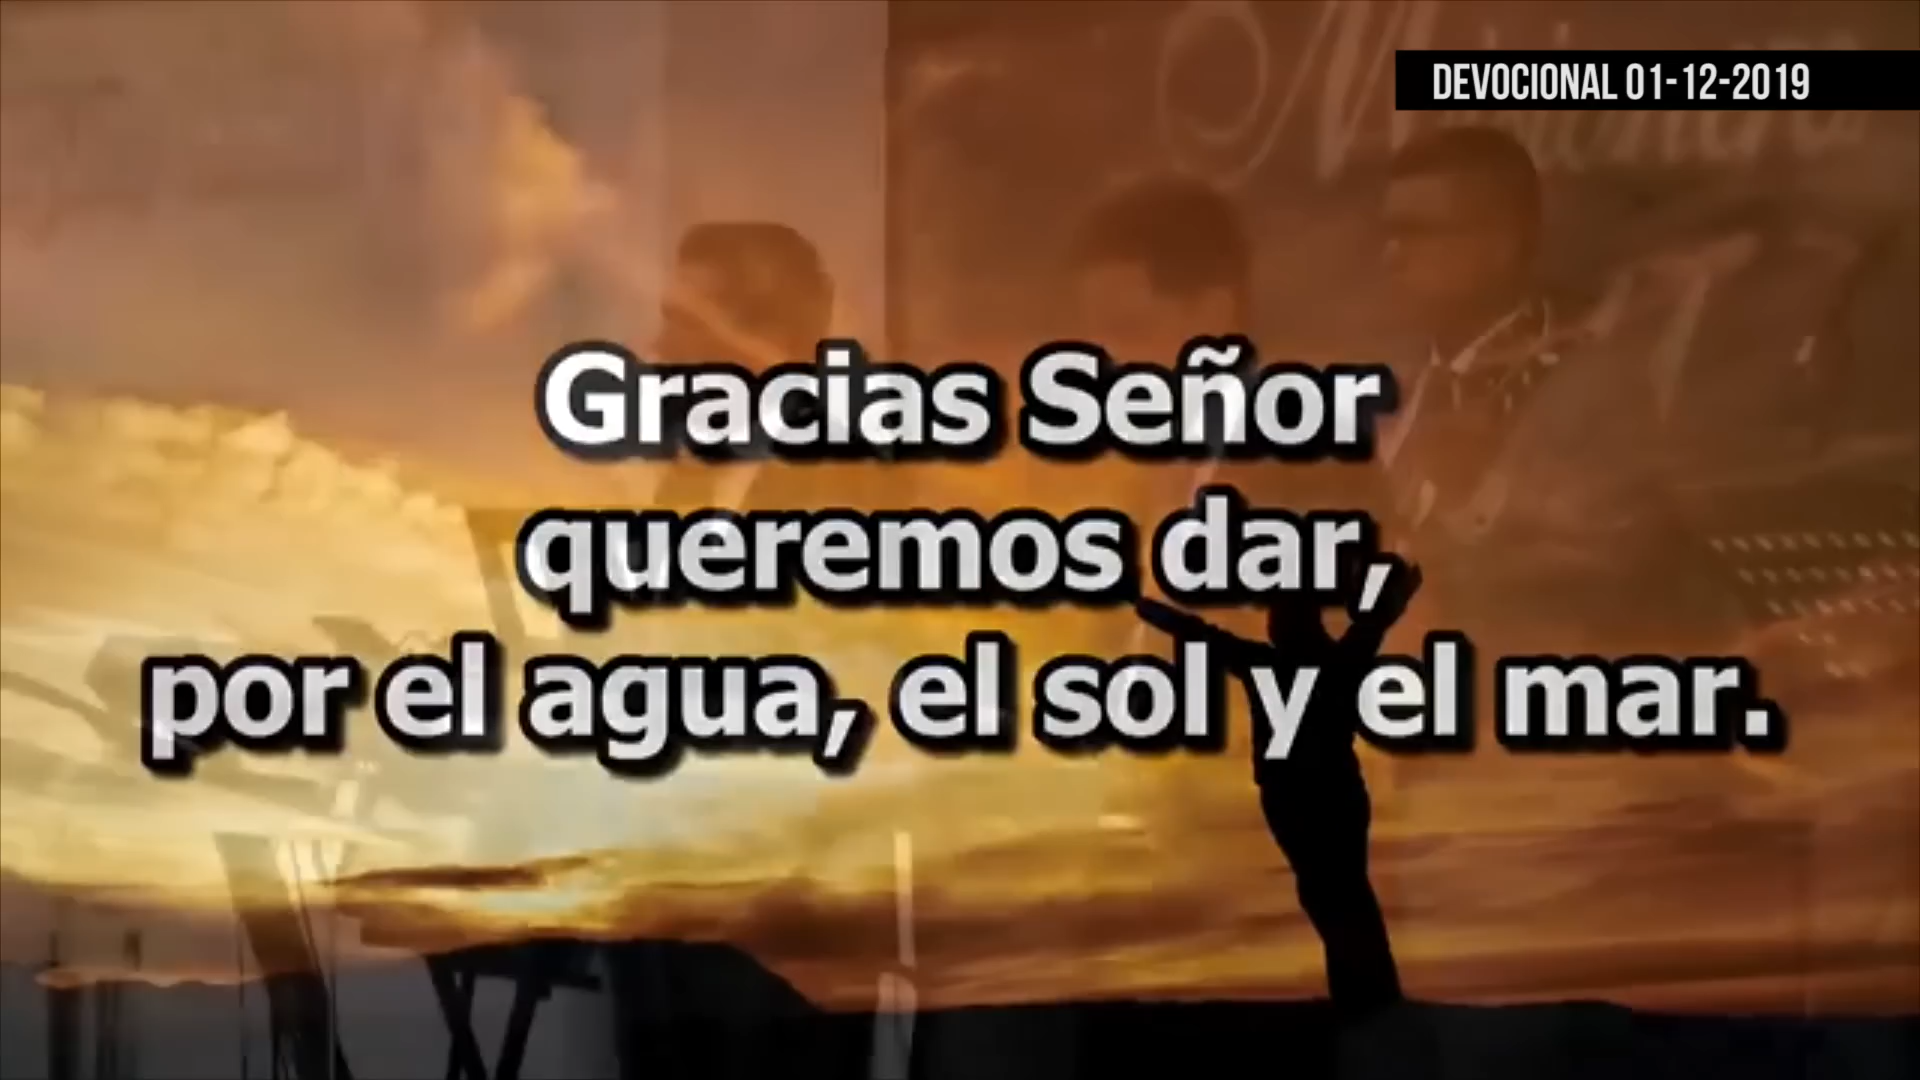 DEVOCIONAL 01-12-2019
Gracias Señor
queremos dar,
por el agua, el sol y el mar.